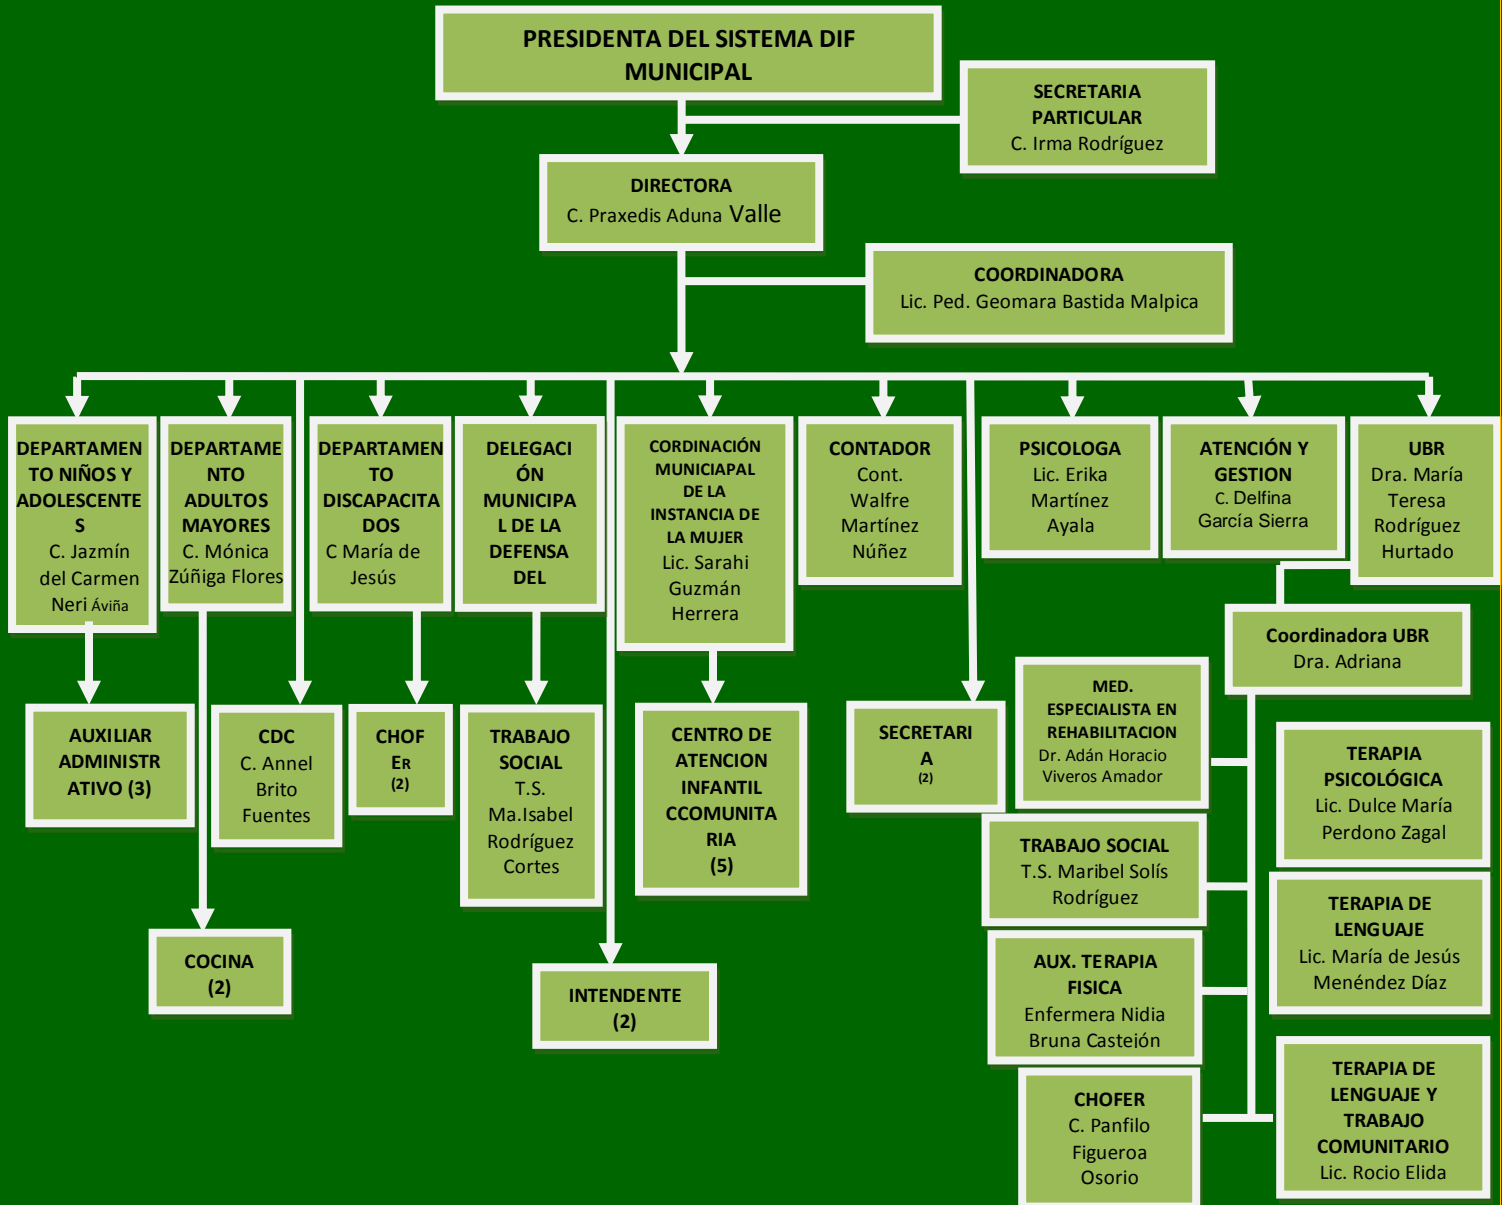 PRESIDENTA DEL SISTEMA DIF
MUNICIPAL
SECRETARIA
PARTICULAR
C. Irma Rodríguez
DIRECTORA
C. Praxedis Aduna Valle
COORDINADORA
Lic. Ped. Geomara Bastida Malpica
DEPARTAMEN
TO NIÑOS Y
ADOLESCENTE
S
C. Jazmín
del Carmen
Neri Áviña
DEPARTAME
NTO
ADULTOS
MAYORES
C. Mónica
Zúñiga Flores
DEPARTAMEN
TO
DISCAPACITA
DOS
C María de
Jesús
DELEGACI
ÓN
MUNICIPA
L DE LA
DEFENSA
DEL
CORDINACIÓN
MUNICIAPAL
DE LA
INSTANCIA DE
LA MUJER
Lic. Sarahi
Guzmán
Herrera
CONTADOR
Cont.
Walfre
Martínez
Núñez
PSICOLOGA
Lic. Erika
Martínez
Ayala
ATENCIÓN Y
GESTION
C. Delfina
García Sierra
UBR
Dra. María
Teresa
Rodríguez
Hurtado
Coordinadora UBR
Dra. Adriana
AUXILIAR
ADMINISTR
ATIVO (3)
CDC
C. Annel
Brito
Fuentes
CHOF
ER
(2)
TRABAJO
SOCIAL
T.S.
Ma.Isabel
Rodríguez
Cortes
CENTRO DE
ATENCION
INFANTIL
CCOMUNITA
RIA
(5)
SECRETARI
A
(2)
MED.
ESPECIALISTA EN
REHABILITACION
Dr. Adán Horacio
Viveros Amador
TERAPIA
PSICOLÓGICA
Lic. Dulce María
Perdono Zagal
TRABAJO SOCIAL
T.S. Maribel Solís
Rodríguez
TERAPIA DE
LENGUAJE
Lic. María de Jesús
Menéndez Díaz
COCINA
(2)
INTENDENTE
(2)
AUX. TERAPIA
FISICA
Enfermera Nidia
Bruna Castejón
CHOFER
C. Panfilo
Figueroa
Osorio
TERAPIA DE
LENGUAJE Y
TRABAJO
COMUNITARIO
Lic. Rocio Elida